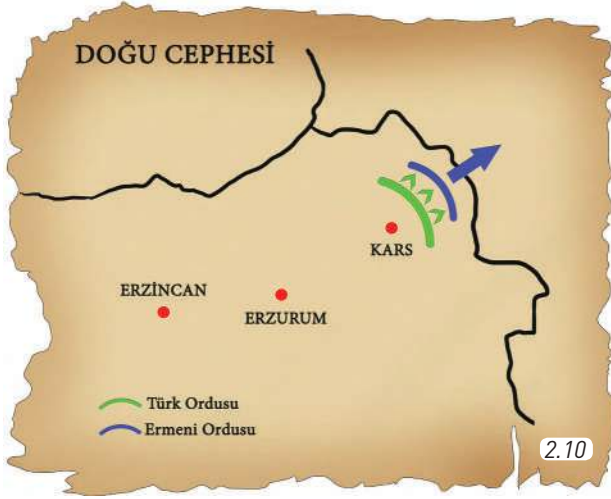 DOĞU CEPHESİ
KARS
ERZİNCAN
ERZURUM
Türk Ordusu
Ermeni Ordusu
2.10